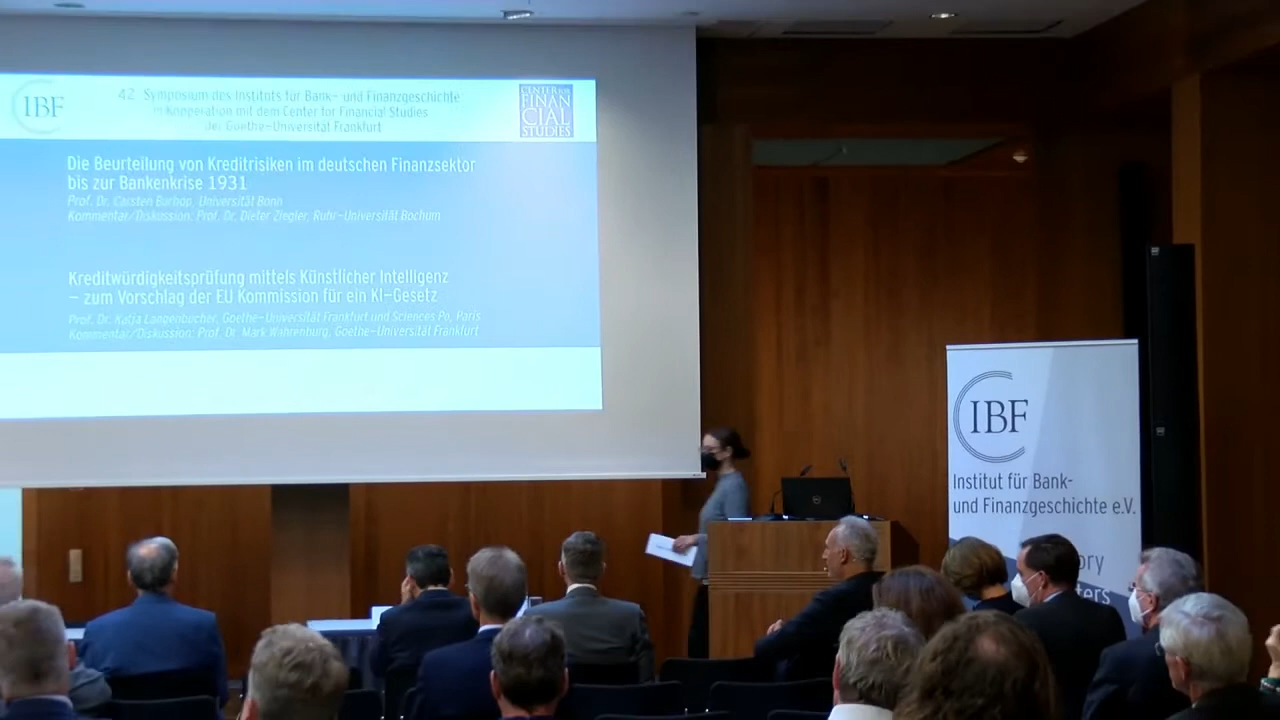 IBF
42. Symposium des Instituts für Bank- und Finanzgeschichte
in Kooperation mit dem Center for Financial Studies
der Goethe-Universität Frankfurt
CENTER FOR
FINAN
CIAL
STUDIES
Die Beurteilung von Kreditrisiken im deutschen Finanzsektor
bis zur Bankenkrise 1931
Prof. Dr. Carsten Burhop, Universität Bonn
Kommentar/Diskussion: Prof. Dr. Dieter Ziegler, Ruhr-Universität Bochum
Kreditwürdigkeitsprüfung mittels Künstlicher Intelligenz
– zum Vorschlag der EU Kommission für ein KI-Gesetz
Prof. Dr. Katja Langenbucher, Goethe-Universität Frankfurt und Sciences Po, Paris
Kommentar/Diskussion: Prof. Dr. Mark Wahrenburg, Goethe-Universität Frankfurt
DELL
IBF
Institut für Bank-
und Finanzgeschichte e.V.
ory
ters